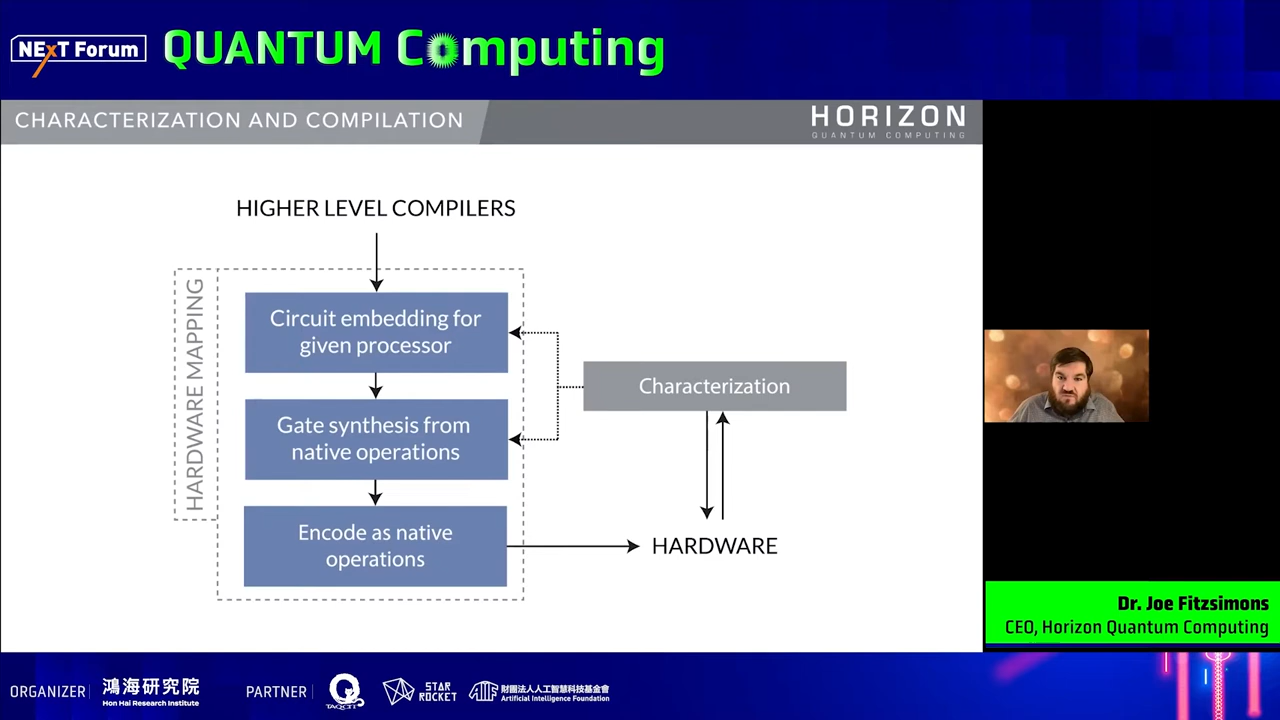 NExT Forum
QUANTUM Computing
CHARACTERIZATION AND COMPILATION
HORIZON
QUANTUM COMPUTING
HIGHER LEVEL COMPILERS
HARDWARE MAPPING
Circuit embedding for
given processor
Gate synthesis from
native operations
Encode as native
operations
Characterization
HARDWARE
Dr. Joe Fitzsimons
CEO, Horizon Quantum Computing
ORGANIZER
鴻海研究院
Hon Hai Research Institute
PARTNER
TAQCIT
STAR
ROCKET
財團法人人工智慧科技基金會
Artificial Intelligence Foundation